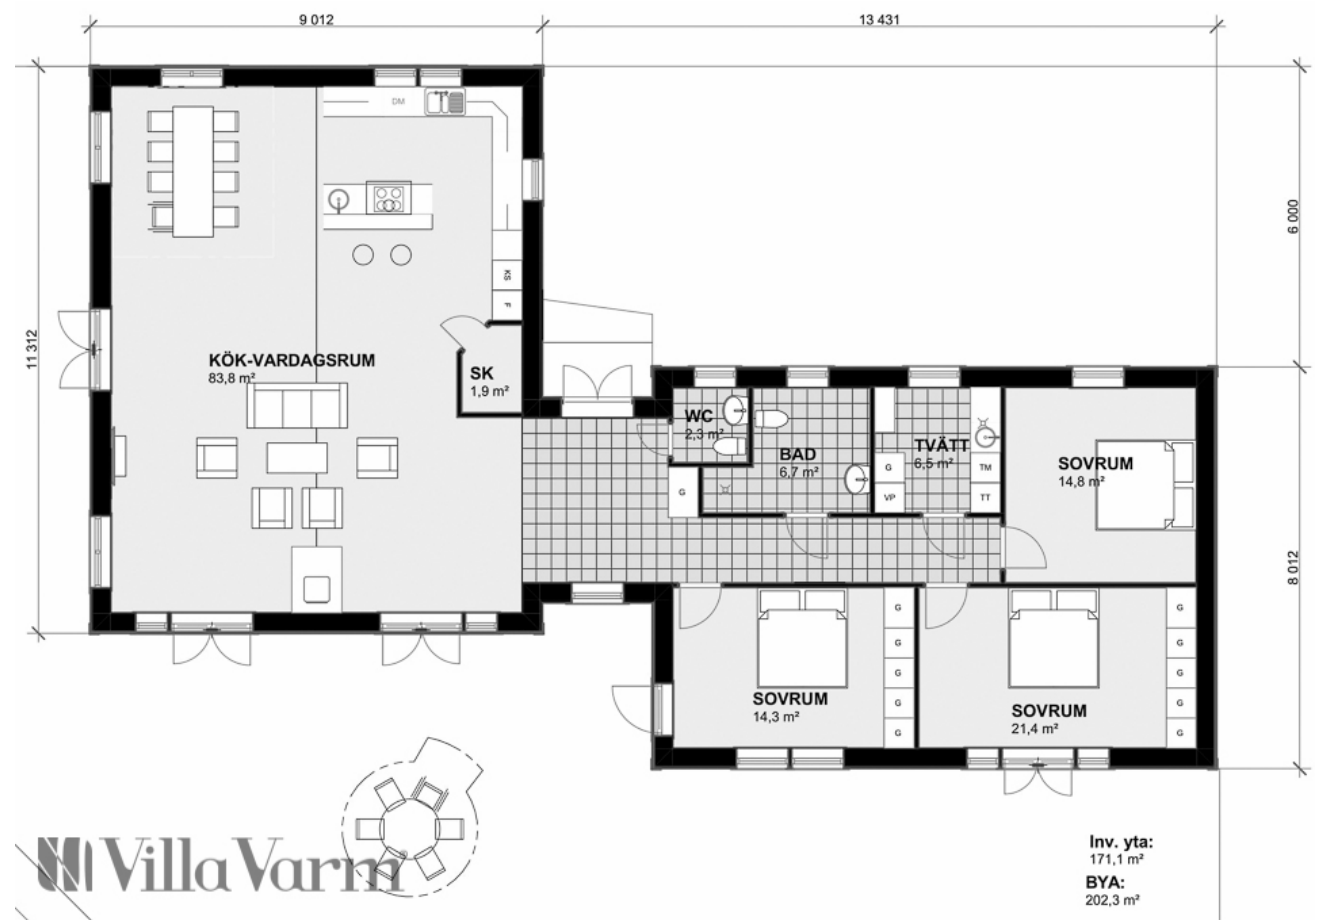 9 012
13 431
DM
6 000
KS
F
11 312
KÖK-VARDAGSRUM
83,8 m²
SK
1,9 m²
WC
2,3 m²
BAD
6,7 m²
TVÄTT
6,5 m²
SOVRUM
14,8 m²
G
G
TM
VP
TT
8 012
G
G
G
G
G
G
G
G
G
G
SOVRUM
14,3 m²
SOVRUM
21,4 m²
Villa Varm
Inv. yta:
171,1 m²
BYA:
202,3 m²